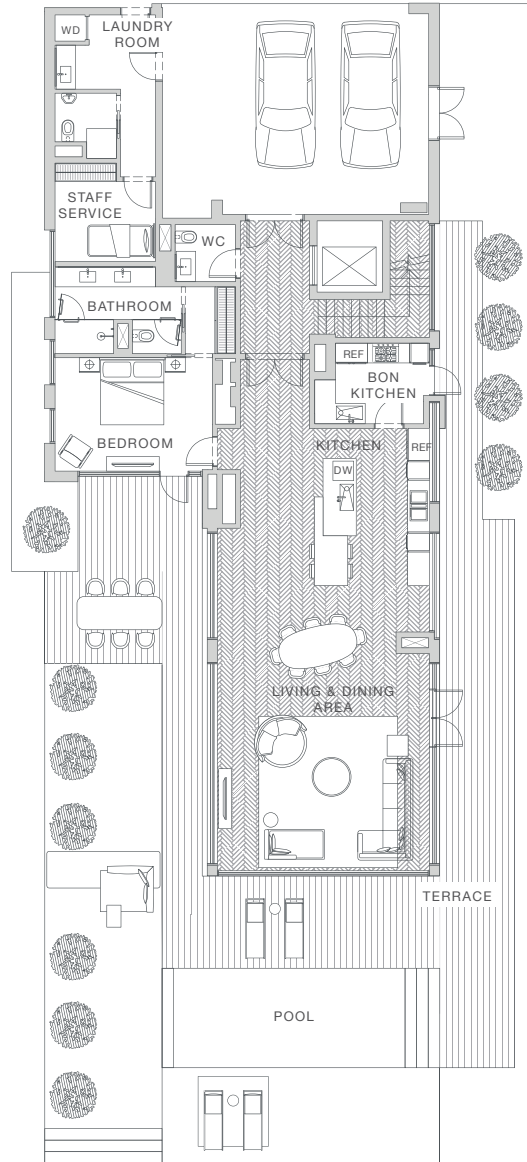 LAUNDRY
ROOM
WD
STAFF
SERVICE
WC
BATHROOM
REF
BON
KITCHEN
BEDROOM
KITCHEN
REF
DW
LIVING & DINING
AREA
TERRACE
POOL